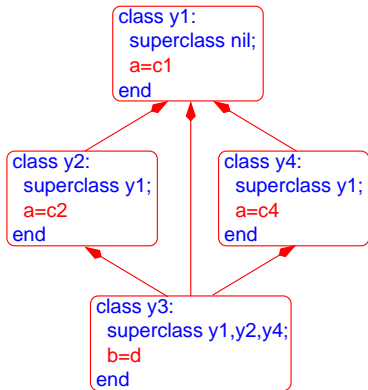 class y1:
superclass nil;
a=c1
end
class y2:
superclass y1;
a=c2
end
class y4:
superclass y1;
a=c4
end
class y3:
superclass y1,y2,y4;
b=d
end